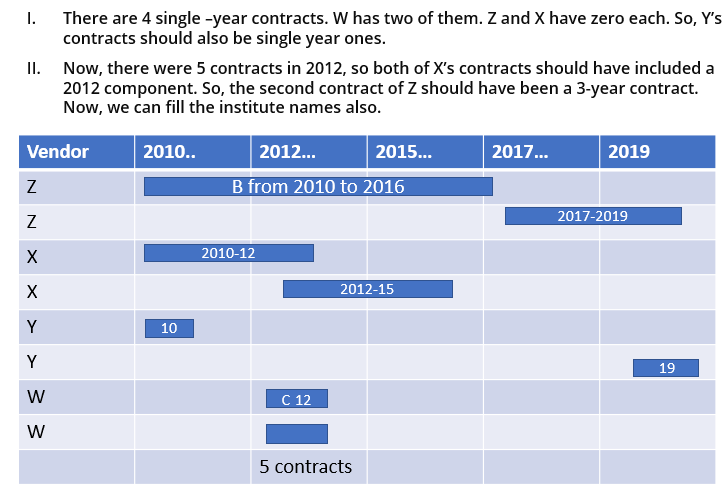 I. There are 4 single –year contracts. W has two of them. Z and X have zero each. So, Y’s
contracts should also be single year ones.
II. Now, there were 5 contracts in 2012, so both of X’s contracts should have included a
2012 component. So, the second contract of Z should have been a 3-year contract.
Now, we can fill the institute names also.
Vendor 2010.. 2012... 2015... 2017... 2019
Z B from 2010 to 2016
Z 2017-2019
X 2010-12
X 2012-15
Y 10
Y 19
W C 12
W
5 contracts